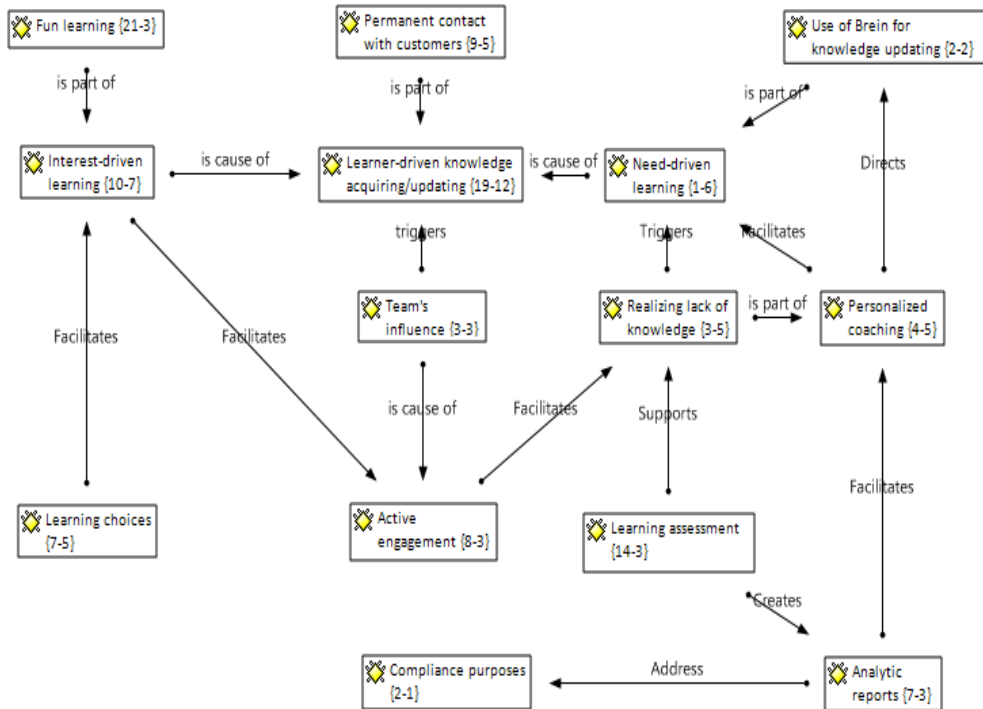 Fun learning {21-3}
Permanent contact
with customers {9-5}
Use of Brein for
knowledge updating {2-2}
is part of
is part of
is part of
Interest-driven
learning {10-7}
is cause of
Learner-driven knowledge
acquiring/updating {19-12}
is cause of
Need-driven
learning {1-6}
Directs
triggers
Triggers
Facilitates
Team's
influence {3-3}
Realizing lack of
knowledge {3-5}
is part of
Personalized
coaching {4-5}
Facilitates
Facilitates
is cause of
Facilitates
Supports
Facilitates
Learning choices
{7-5}
Active
engagement {8-3}
Learning assessment
{14-3}
Creates
Compliance purposes
{2-1}
Address
Analytic
reports {7-3}